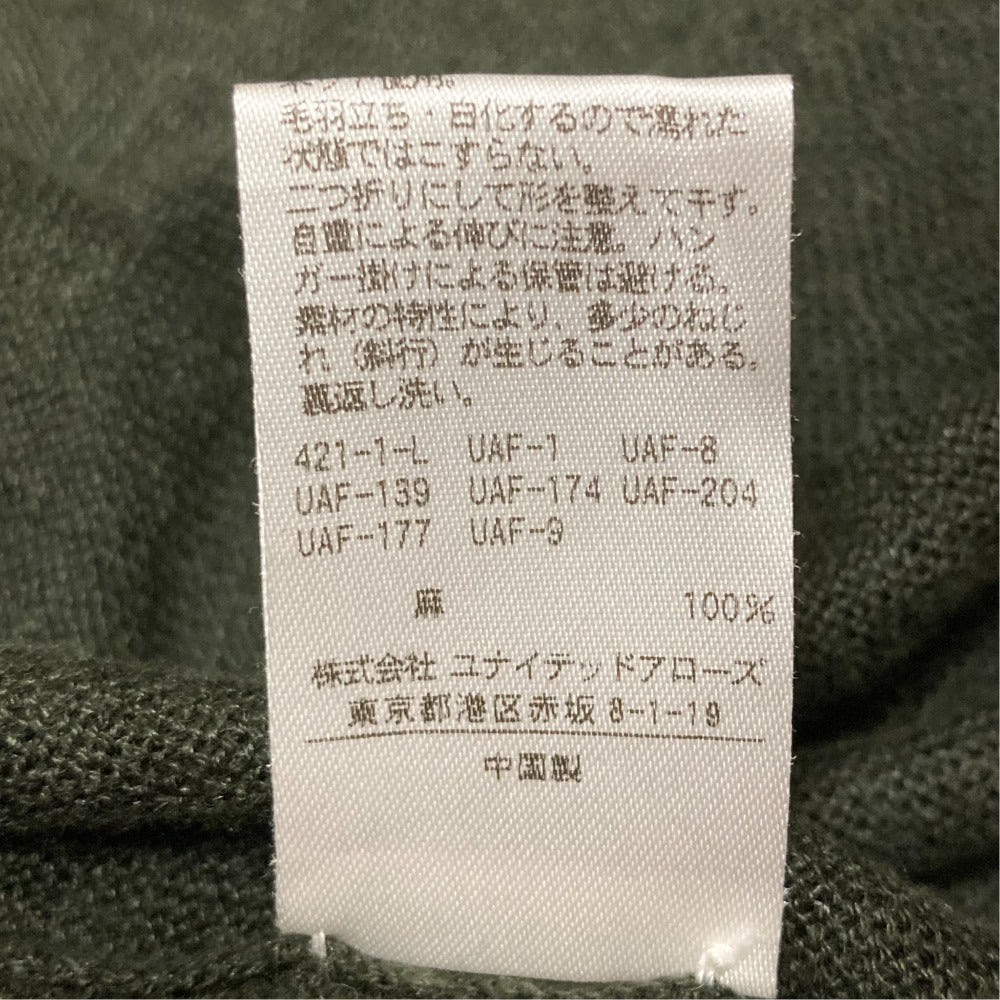 ネット使用。
毛羽立ち・白化するので濡れた
状態ではこすらない。
二つ折りにして形を整えて干す。
自重による伸びに注意。ハン
ガー掛けによる保管は避ける。
素材の特性により、多少のねじ
れ（斜行）が生じることがある。
裏返し洗い。
421-1-L UAF-1 UAF-8
UAF-139 UAF-174 UAF-204
UAF-177 UAF-9
麻 100%
株式会社 ユナイテッドアローズ
東京都港区赤坂8-1-19
中国製